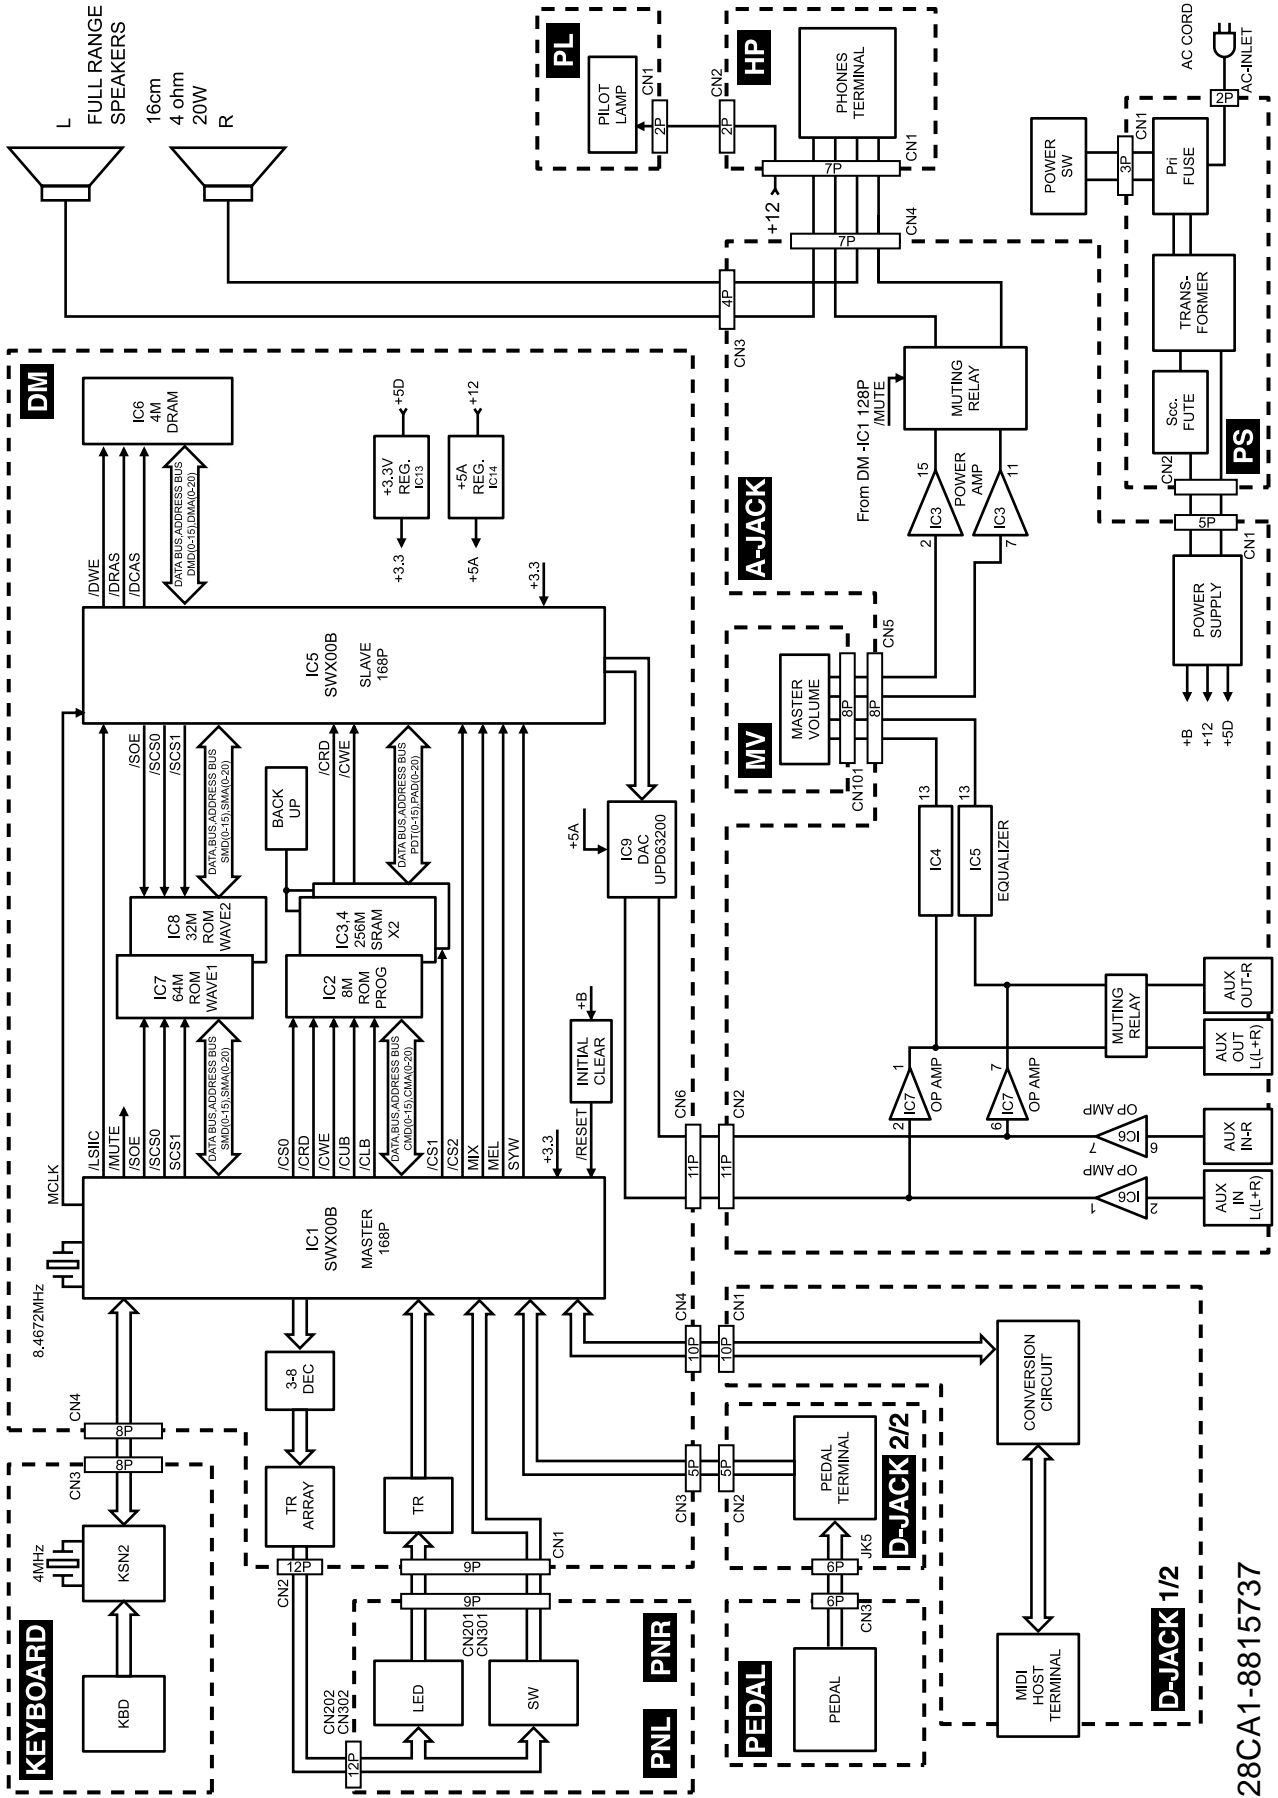 KEYBOARD
KBD
KSN2
4MHz
CN3
8P
8P
CN4
DM
8.4672MHz
MCLK
IC1
SWX00B
MASTER
168P
/LSIIC
/MUTE
/SOE
/SCS0
SCS1
DATA BUS,ADDRESS BUS
SMD(0-15),SMA(0-20)
/CS0
/CRD
/CWE
/CUB
/CLB
DATA,BUS,ADDRESS BUS
CMD(0-15),CMA(0-20)
/CS1
/CS2
MIX
MEL
SYW
+3.3
/RESET
INITIAL
CLEAR
+B
IC7
64M
ROM
WAVE1
IC8
32M
ROM
WAVE2
IC2
8M
ROM
PROG
IC3,4
256M
SRAM
X2
BACK
UP
/SOE
/SCS0
/SCS1
DATA,BUS,ADDRESS BUS
SMD(0-15),SMA(0-20)
/CRD
/CWE
DATA BUS,ADDRESS BUS
PDT(0-15),PAD(0-20)
IC5
SWX00B
SLAVE
168P
+3.3
/DWE
/DRAS
/DCAS
DATA BUS,ADDRESS BUS
DMD(0-15),DMA(0-20)
IC6
4M
DRAM
+3.3
+3.3V
REG.
IC13
+5D
+5A
+5A
REG.
IC14
+12
+5A
IC9
DAC
UPD63200
3-8
DEC
TR
ARRAY
TR
12P
CN2
9P
CN1
9P
CN201
CN301
CN202
CN302
12P
LED
SW
PNL
PNR
CN4
10P
10P
CN1
CN3
5P
5P
CN2
CN6
11P
11P
CN2
PEDAL
PEDAL
CN3
6P
6P
JK5
PEDAL
TERMINAL
D-JACK 2/2
MIDI
HOST
TERMINAL
CONVERSION
CIRCUIT
D-JACK 1/2
AUX
IN
L(L+R)
AUX
IN-R
AUX
OUT
L(L+R)
AUX
OUT-R
2
IC6
1
OP AMP
6
IC6
7
OP AMP
2
IC7
1
OP AMP
6
IC7
7
OP AMP
MUTING
RELAY
IC4
13
IC5
13
EQUALIZER
MV
MASTER
VOLUME
8P
CN101
8P
CN5
A-JACK
2
IC3
15
POWER
AMP
7
IC3
11
From DM -IC1 128P
/MUTE
MUTING
RELAY
CN3
4P
7P
CN4
L
FULL RANGE
SPEAKERS
16cm
4 ohm
20W
R
PL
PILOT
LAMP
CN1
2P
CN2
2P
HP
PHONES
TERMINAL
7P
CN1
+12
POWER
SW
3P
CN1
Pri
FUSE
2P
AC-INLET
AC CORD
TRANS-
FORMER
Scc.
FUTE
PS
CN2
5P
CN1
POWER
SUPPLY
+B
+12
+5D
28CA1-8815737